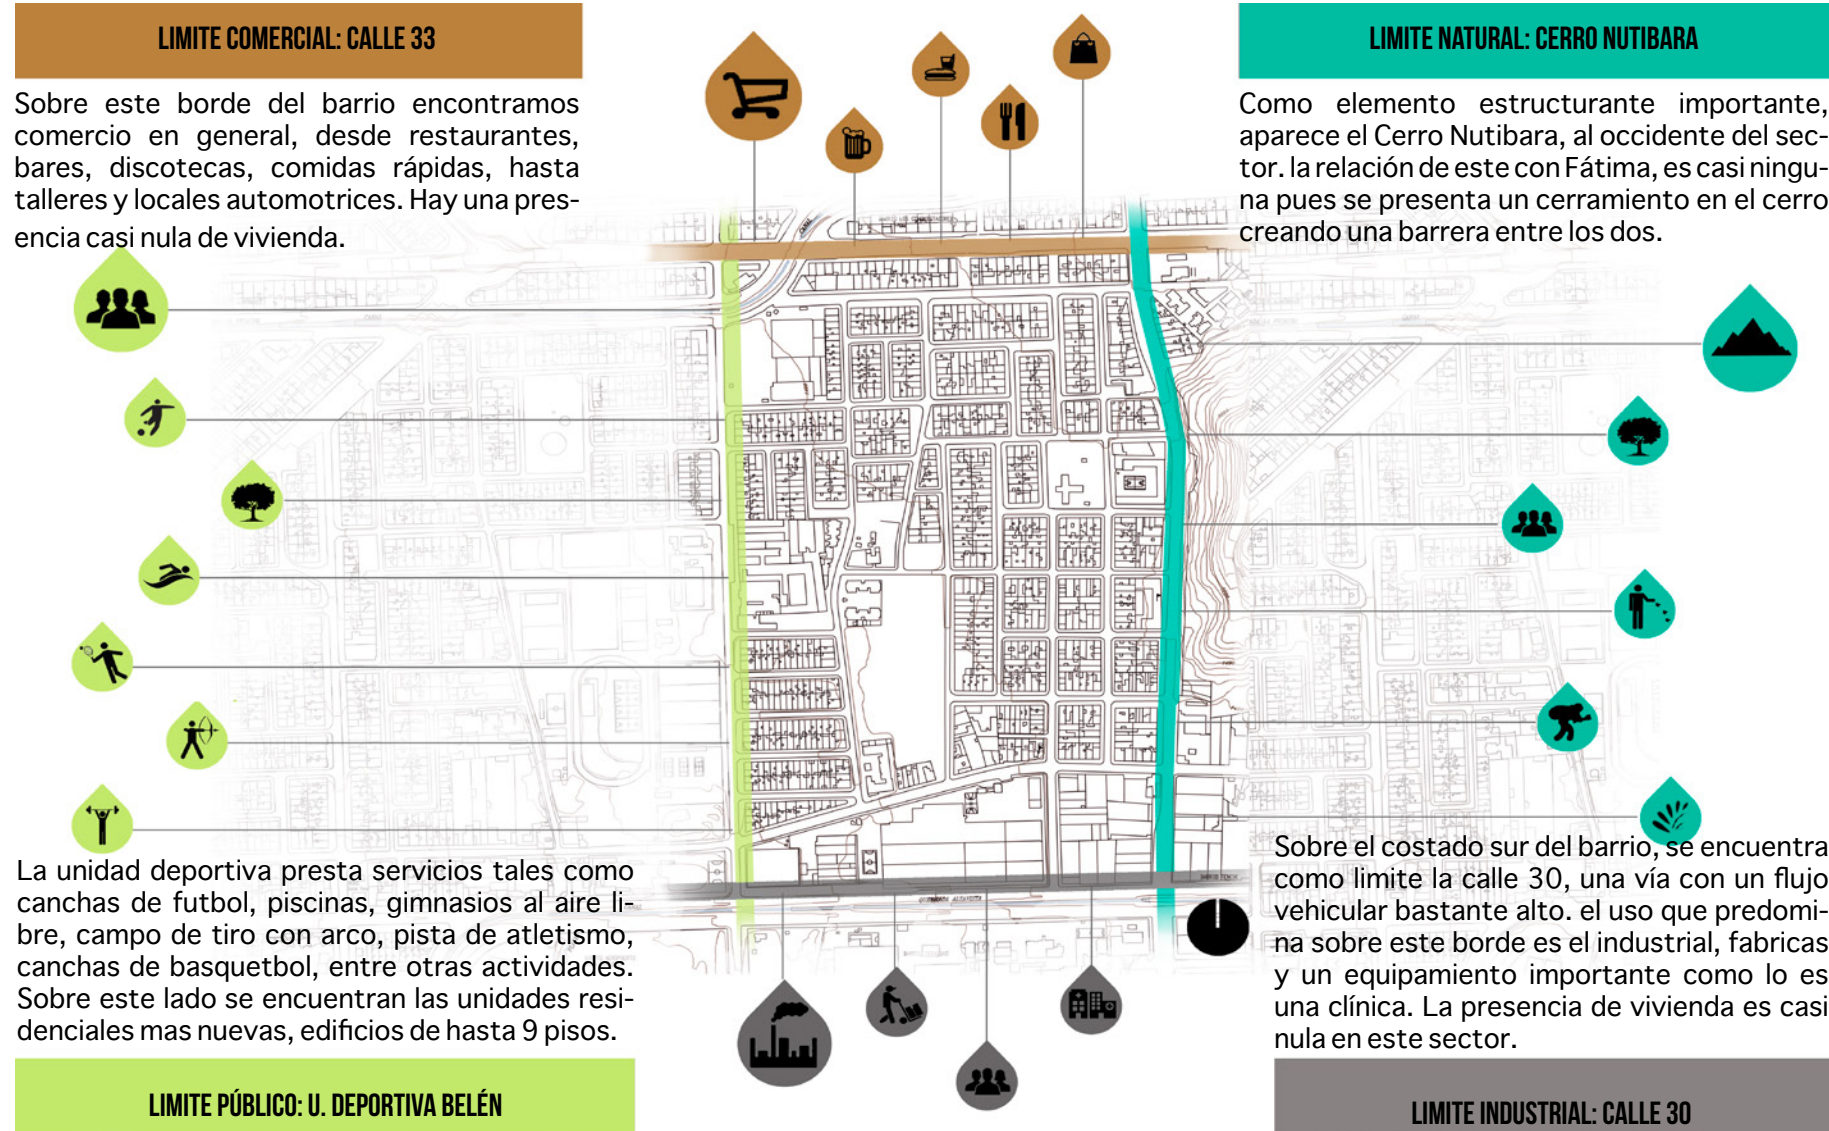 LIMITE COMERCIAL: CALLE 33
Sobre este borde del barrio encontramos
comercio en general, desde restaurantes,
bares, discotecas, comidas rápidas, hasta
talleres y locales automotrices. Hay una pres-
encia casi nula de vivienda.
LIMITE NATURAL: CERRO NUTIBARA
Como elemento estructurante importante,
aparece el Cerro Nutibara, al occidente del sec-
tor. la relación de este con Fátima, es casi ningu-
na pues se presenta un cerramiento en el cerro
creando una barrera entre los dos.
La unidad deportiva presta servicios tales como
canchas de futbol, piscinas, gimnasios al aire li-
bre, campo de tiro con arco, pista de atletismo,
canchas de basquetbol, entre otras actividades.
Sobre este lado se encuentran las unidades resi-
denciales mas nuevas, edificios de hasta 9 pisos.
LIMITE PÚBLICO: U. DEPORTIVA BELÉN
Sobre el costado sur del barrio, se encuentra
como limite la calle 30, una vía con un flujo
vehicular bastante alto. el uso que predomi-
na sobre este borde es el industrial, fabricas
y un equipamiento importante como lo es
una clínica. La presencia de vivienda es casi
nula en este sector.
LIMITE INDUSTRIAL: CALLE 30